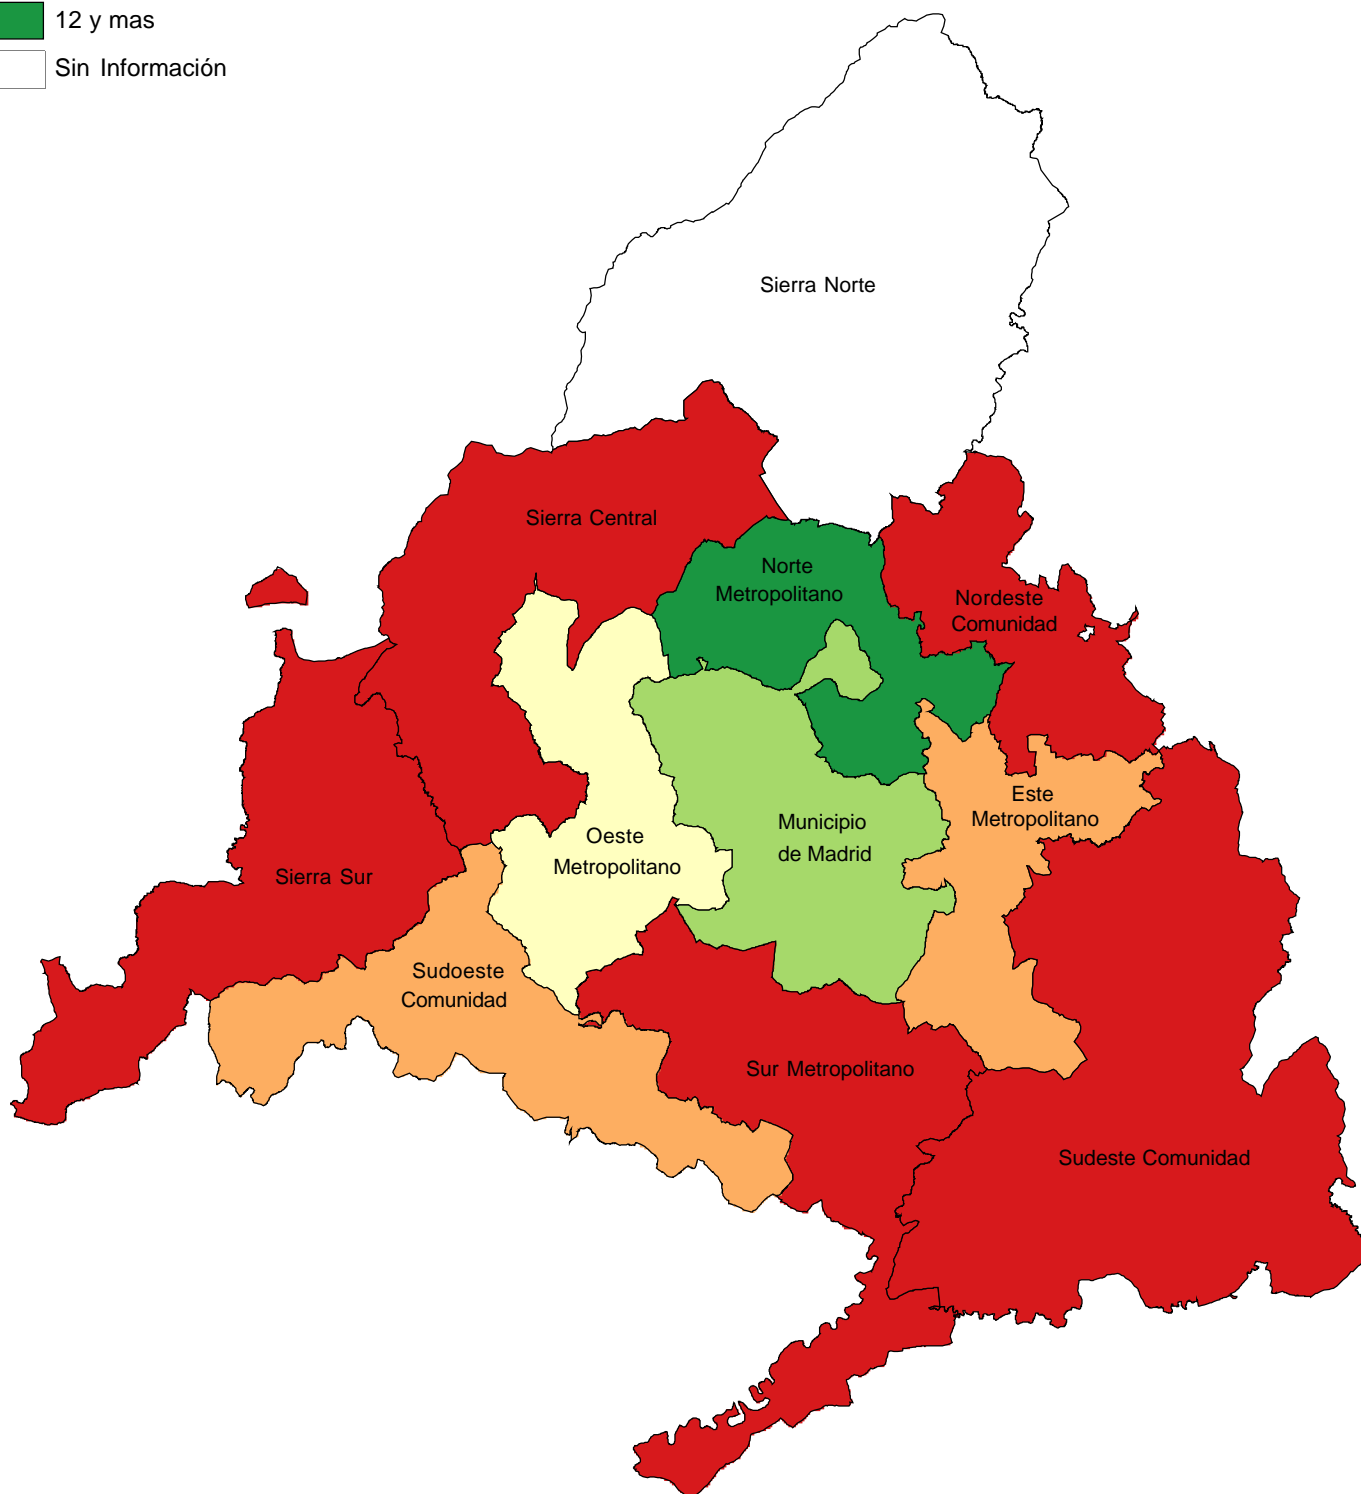 12 y mas
Sin Información
Sierra Norte
Sierra Central
Norte
Metropolitano
Nordeste
Comunidad
Este
Metropolitano
Municipio
de Madrid
Oeste
Metropolitano
Sierra Sur
Sudoeste
Comunidad
Sur Metropolitano
Sudeste Comunidad